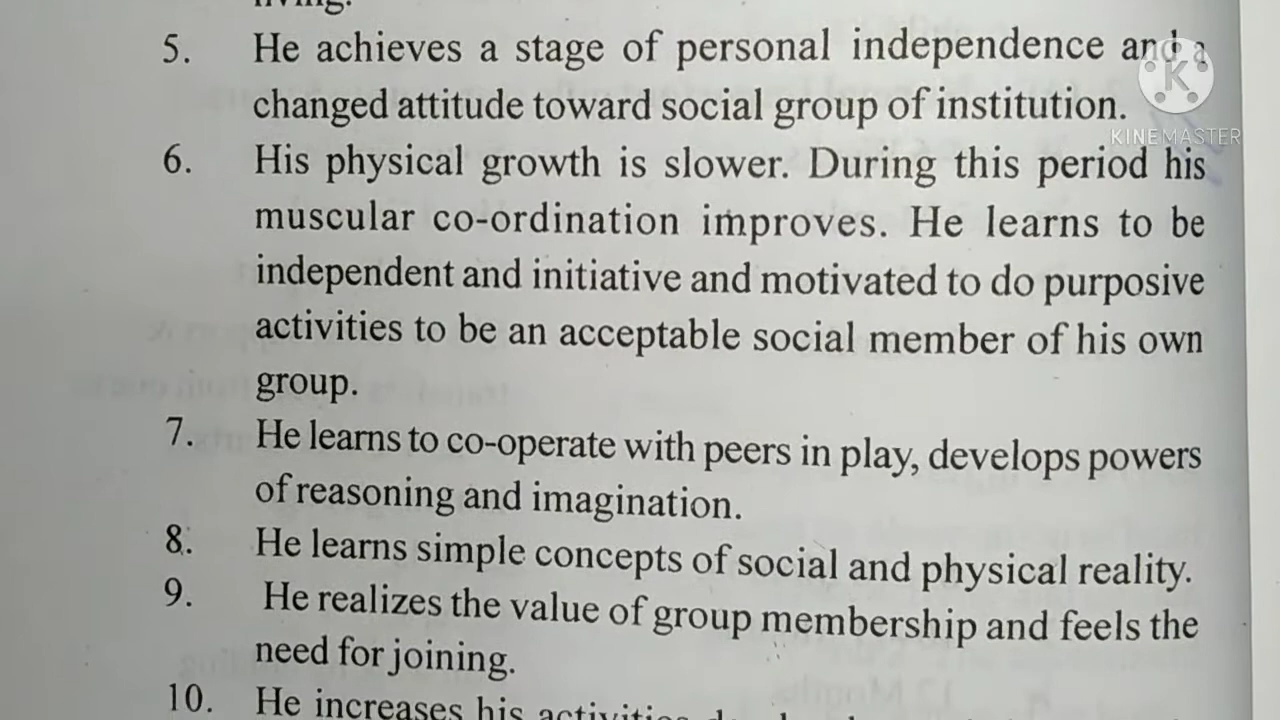 living.
5. He achieves a stage of personal independence and a
changed attitude toward social group of institution.
KINEMASTER
6. His physical growth is slower. During this period his
muscular co-ordination improves. He learns to be
independent and initiative and motivated to do purposive
activities to be an acceptable social member of his own
group.
7. He learns to co-operate with peers in play, develops powers
of reasoning and imagination.
8. He learns simple concepts of social and physical reality.
9. He realizes the value of group membership and feels the
need for joining.
10. He increases his activities